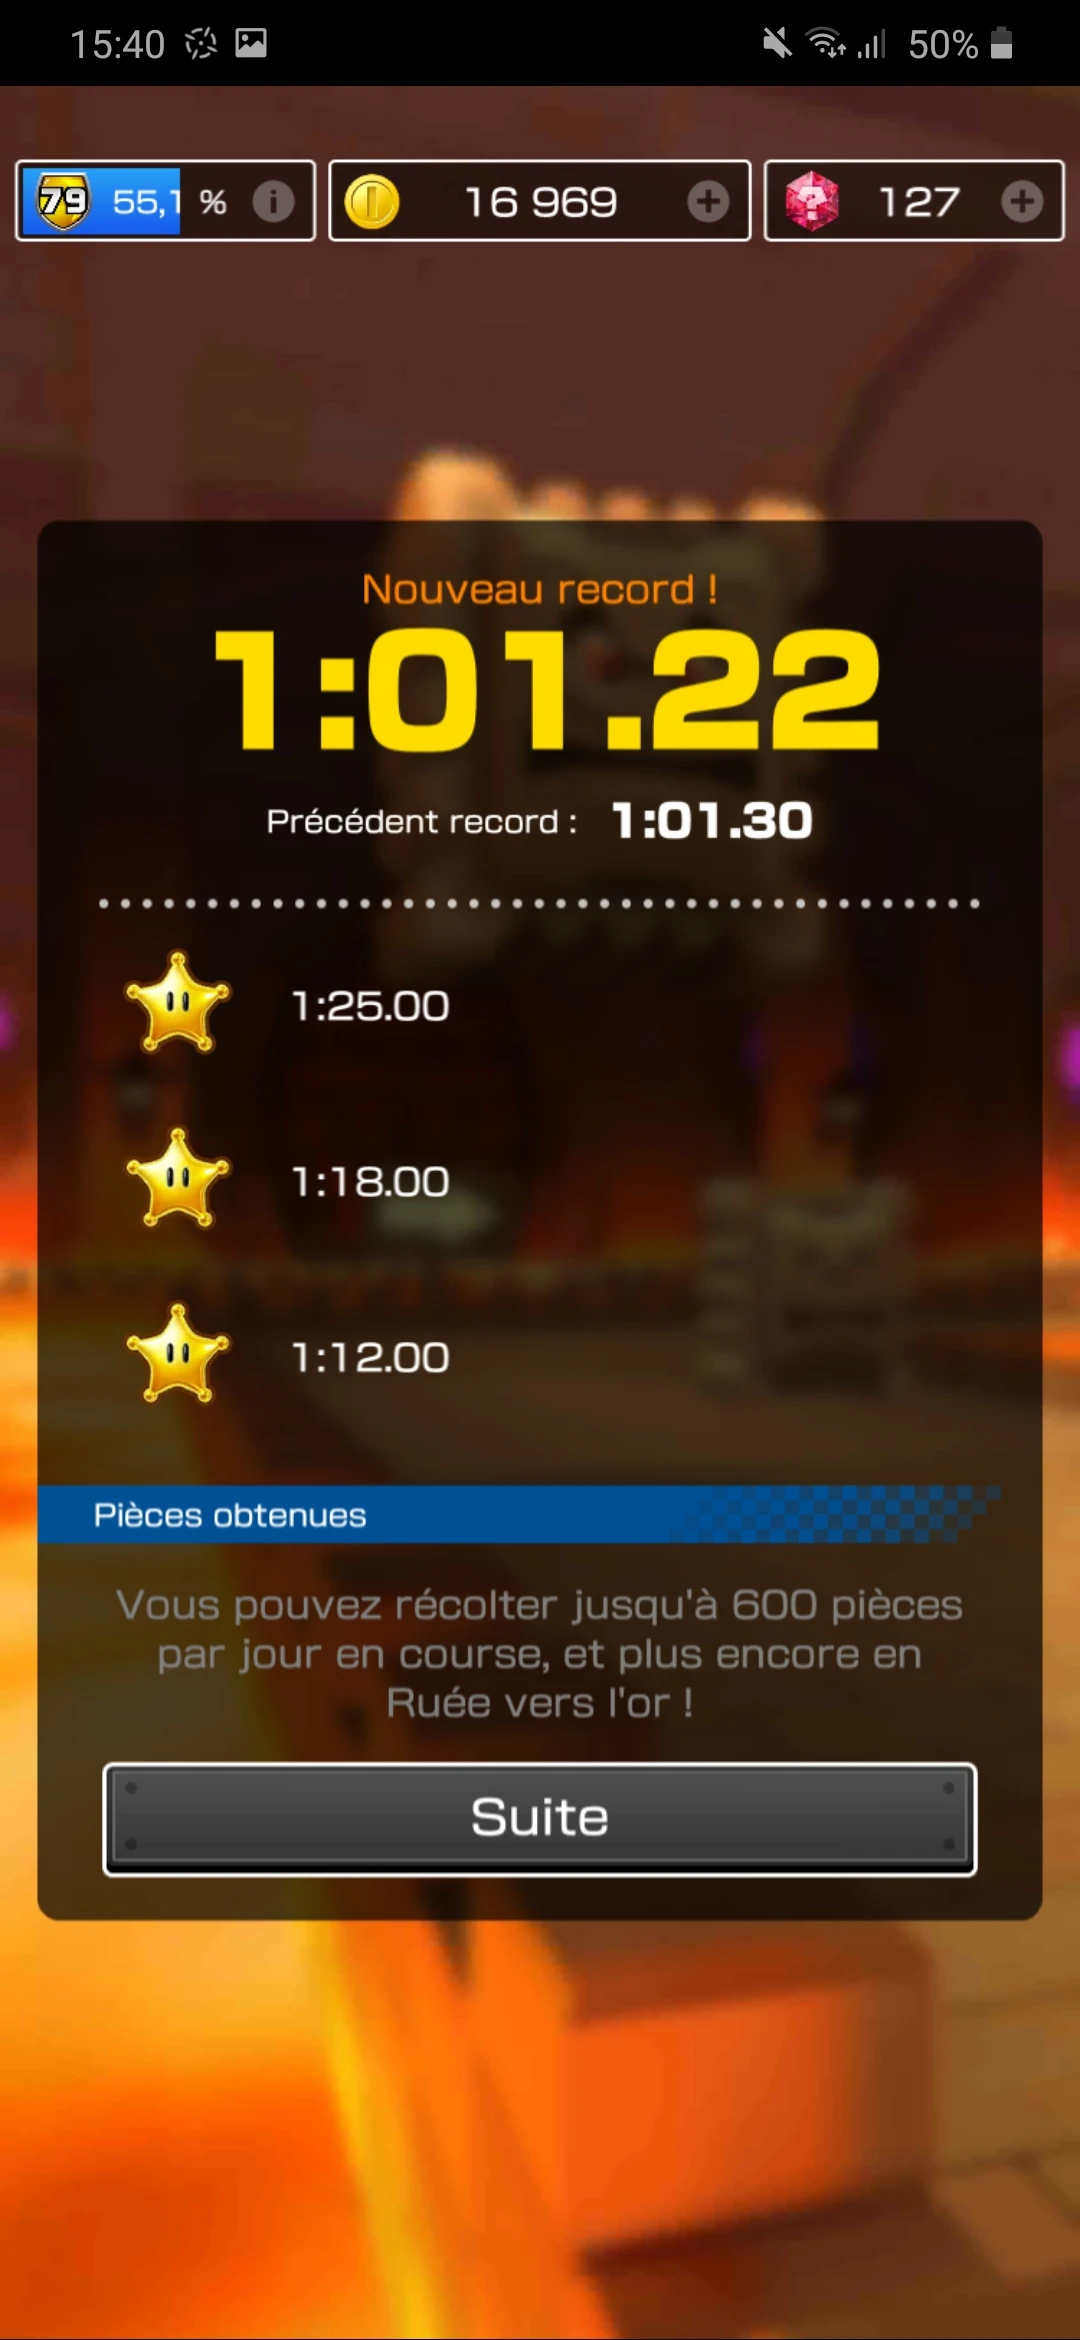 15:40 50%
79 55,1 % i 16 969 127
Nouveau record !
1:01.22
Précédent record : 1:01.30
1:25.00
1:18.00
1:12.00
Pièces obtenues
Vous pouvez récolter jusqu'à 600 pièces
par jour en course, et plus encore en
Ruée vers l'or !
Suite